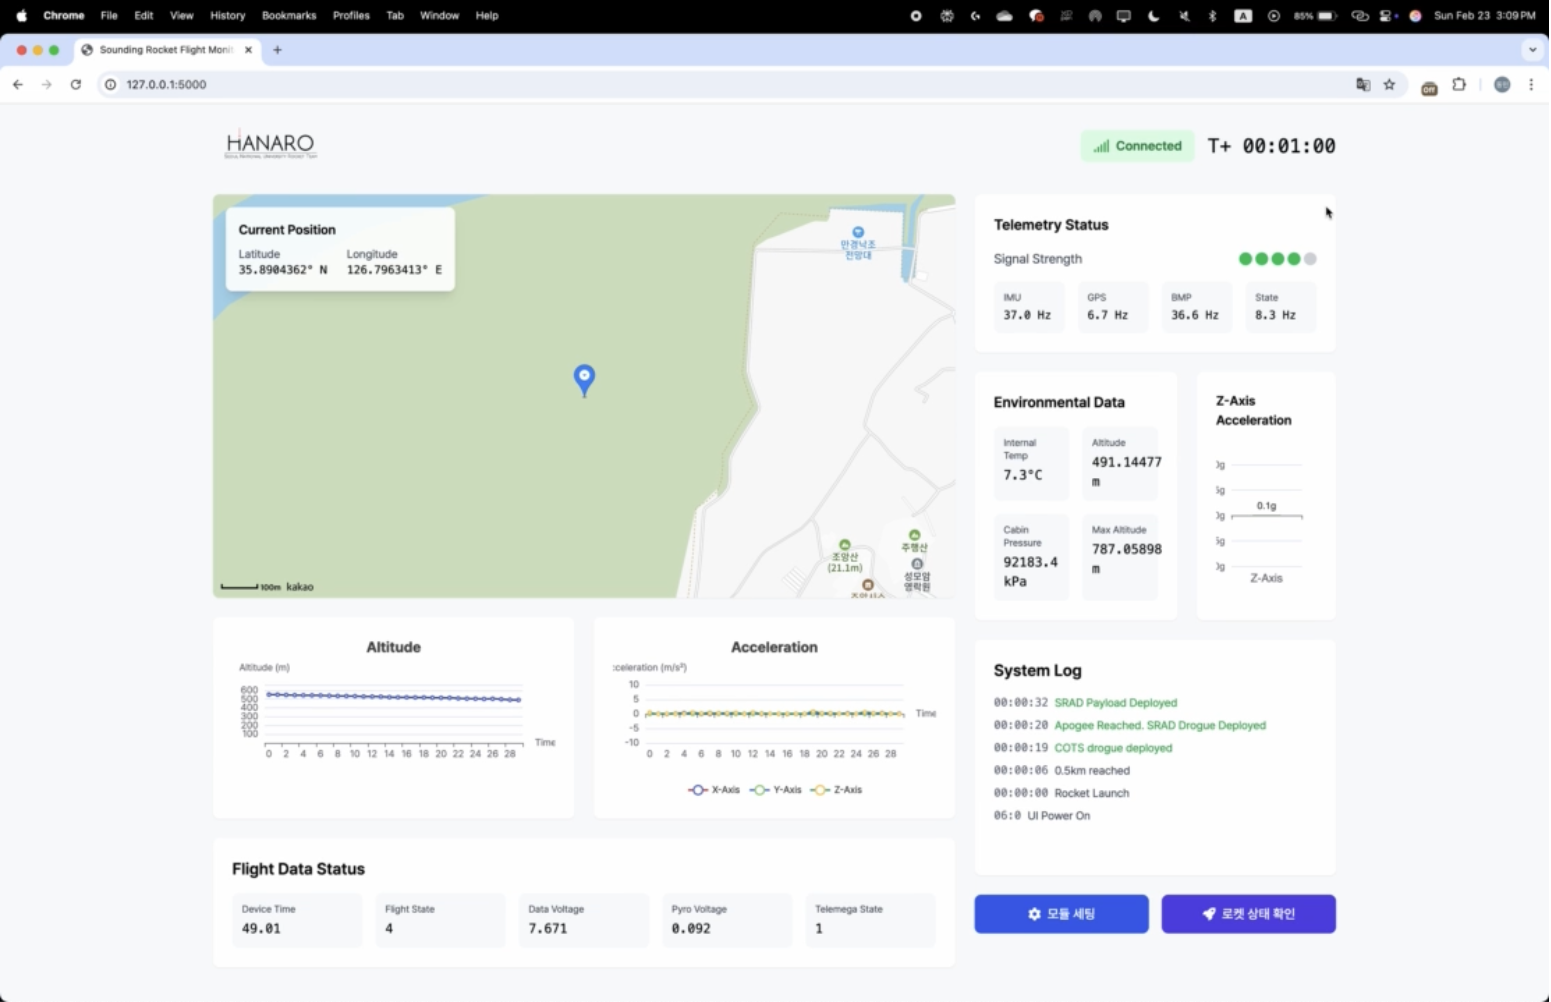 Chrome File Edit View History Bookmarks Profiles Tab Window Help
A 85% Sun Feb 23 3:09 PM
Sounding Rocket Flight Moni
127.0.0.1:5000
off
HANARO
Connected T+ 00:01:00
Current Position
Latitude Longitude
35.8904362° N 126.7963413° E
만경낙조
전망대
조앙산
(21.1m)
주행산
성모암
영락원
100m kakao
Telemetry Status
Signal Strength
IMU GPS BMP State
37.0 Hz 6.7 Hz 36.6 Hz 8.3 Hz
Environmental Data
Internal
Temp
7.3°C
Altitude
491.14477
m
Cabin
Pressure
92183.4
kPa
Max Altitude
787.05898
m
Z-Axis
Acceleration
0g
5g
0.1g
0g
5g
0g
Z-Axis
Altitude
Altitude (m)
600
500
400
300
200
100
0 2 4 6 8 10 12 14 16 18 20 22 24 26 28
Time
Acceleration
celeration (m/s²)
10
5
0
-5
-10
0 2 4 6 8 10 12 14 16 18 20 22 24 26 28
Time
X-Axis Y-Axis Z-Axis
System Log
00:00:32 SRAD Payload Deployed
00:00:20 Apogee Reached. SRAD Drogue Deployed
00:00:19 COTS drogue deployed
00:00:06 0.5km reached
00:00:00 Rocket Launch
06:0 UI Power On
Flight Data Status
Device Time Flight State Data Voltage Pyro Voltage Telemega State
49.01 4 7.671 0.092 1
모듈 세팅
로켓 상태 확인